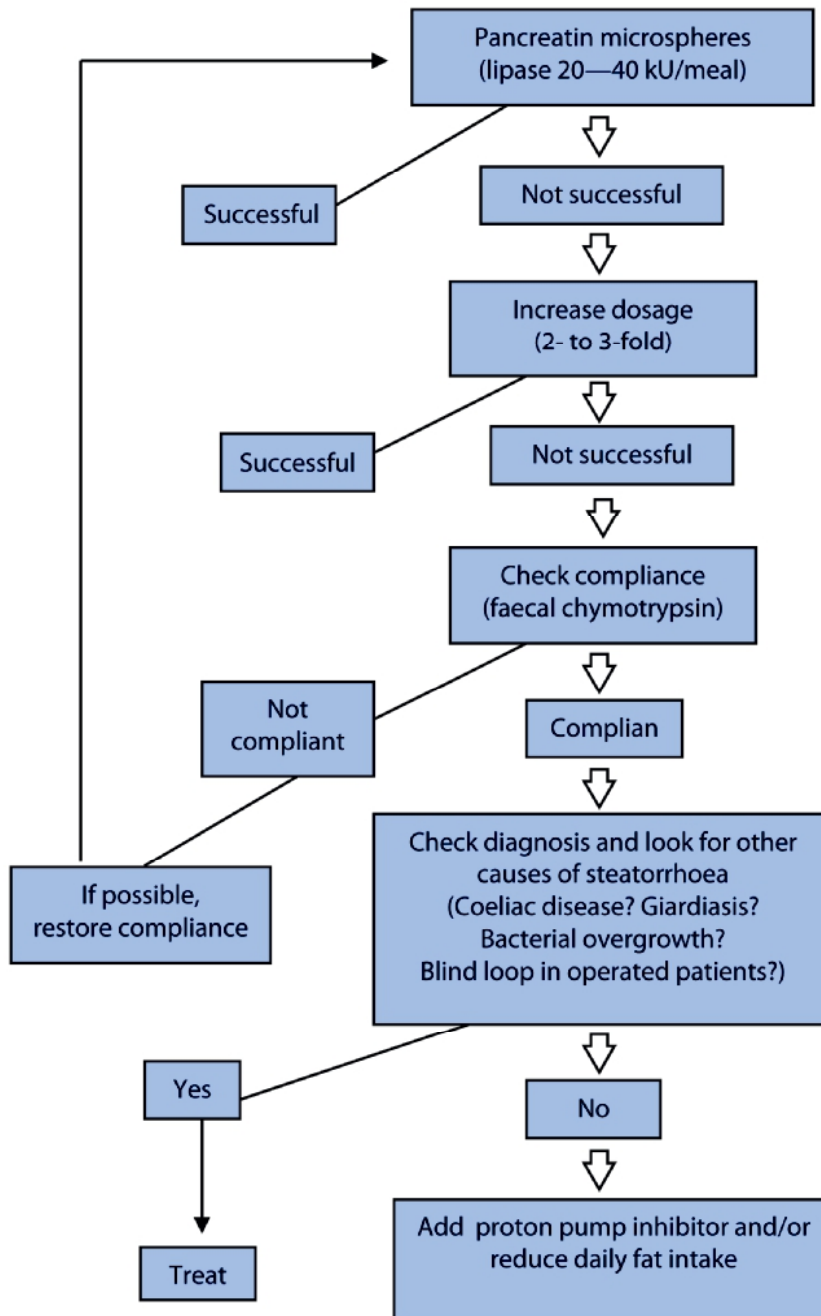 Pancreatin microspheres
(lipase 20—40 kU/meal)
Successful
Not successful
Increase dosage
(2- to 3-fold)
Successful
Not successful
Check compliance
(faecal chymotrypsin)
Not
compliant
Complian
If possible,
restore compliance
Check diagnosis and look for other
causes of steatorrhoea
(Coeliac disease? Giardiasis?
Bacterial overgrowth?
Blind loop in operated patients?)
Yes
No
Treat
Add proton pump inhibitor and/or
reduce daily fat intake